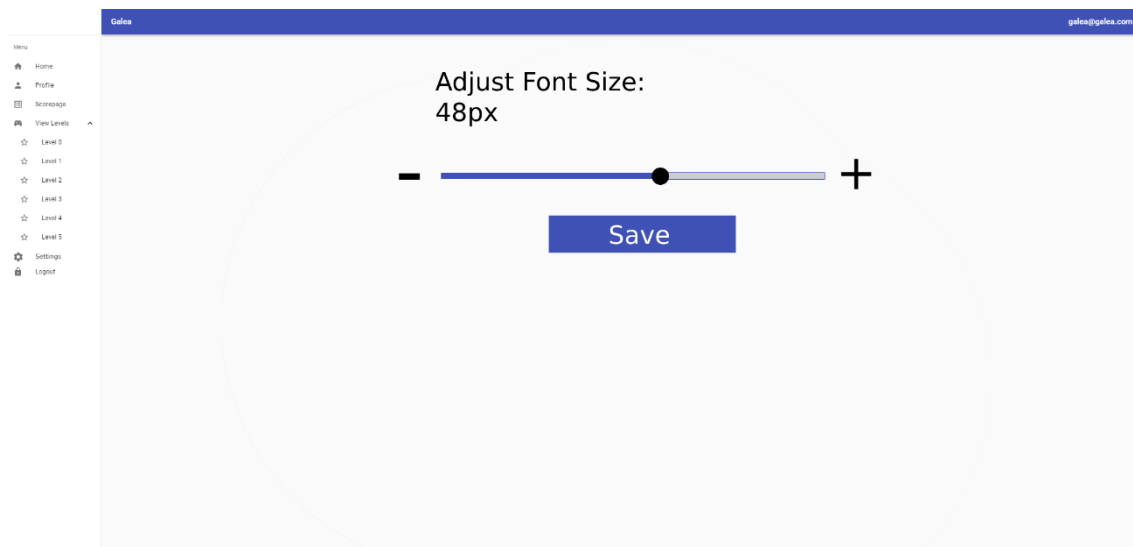 Galea
galea@galea.com
Menu
Home
Profile
Scorepage
View Levels
Level 0
Level 1
Level 2
Level 3
Level 4
Level 5
Settings
Logout
Adjust Font Size:
48px
-
+
Save